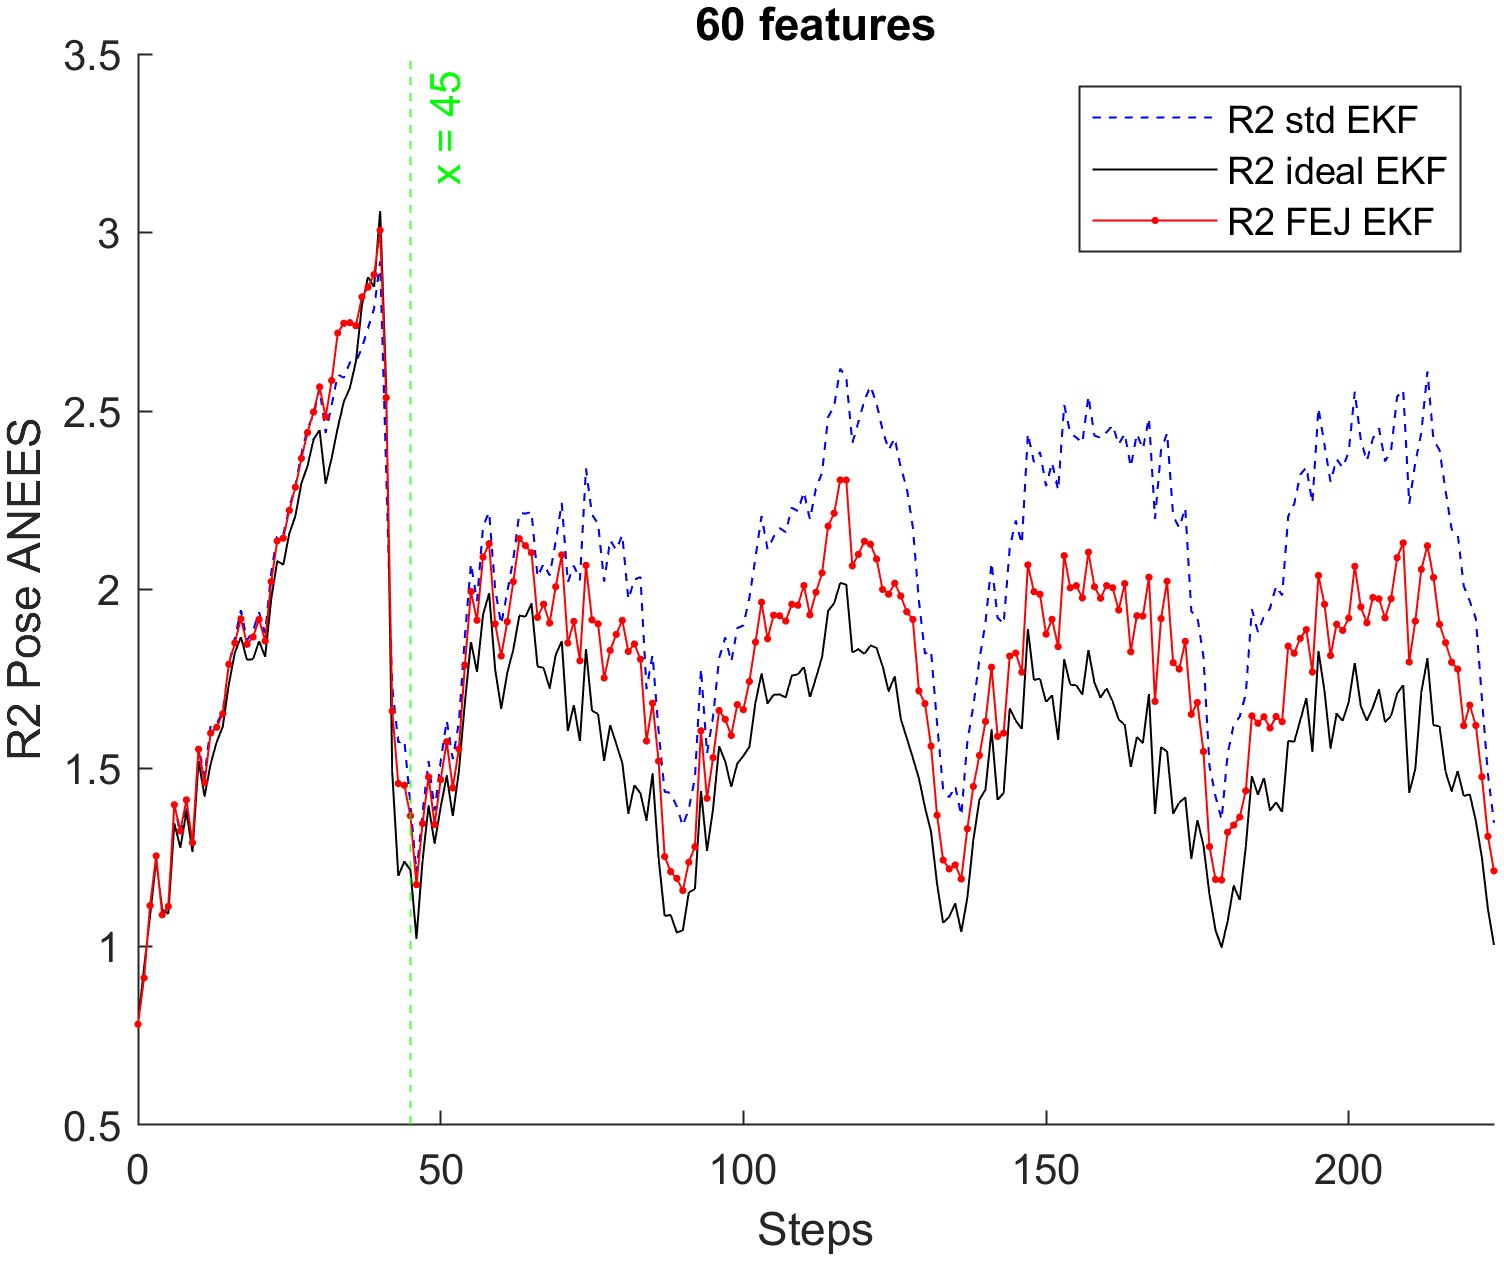 60 features
3.5
3
2.5
2
1.5
1
0.5
R2 Pose ANEES
x = 45
R2 std EKF
R2 ideal EKF
R2 FEJ EKF
0
50
100
150
200
Steps